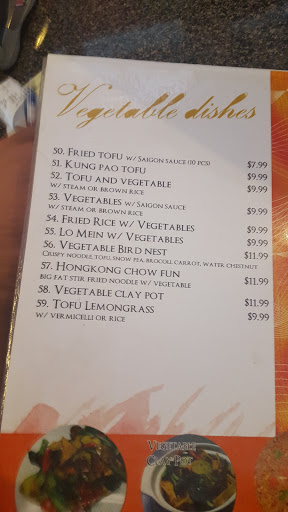 Vegetable dishes
50. Fried tofu w/ Saigon sauce (10 pcs) $7.99
51. Kung pao tofu $9.99
52. Tofu and vegetable $9.99
w/ steam or brown rice
53. Vegetables w/ Saigon sauce $9.99
w/ steam or brown rice
54. Fried Rice w/ Vegetables $9.99
55. Lo Mein w/ Vegetables $9.99
56. Vegetable Bird nest $11.99
Crispy noodle, tofu, snow pea, brocoli, carrot, water chestnut
57. Hongkong chow fun $11.99
big fat stir fried noodle w/ vegetable
58. Vegetable clay pot $11.99
59. Tofu Lemongrass $9.99
w/ vermicelli or rice
Vegetable
Clay Pot